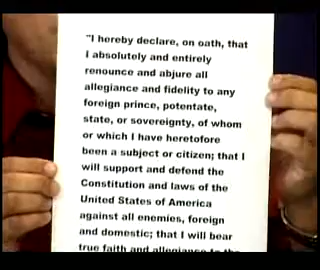 "I hereby declare, on oath, that
I absolutely and entirely
renounce and abjure all
allegiance and fidelity to any
foreign prince, potentate,
state, or sovereignty, of whom
or which I have heretofore
been a subject or citizen; that I
will support and defend the
Constitution and laws of the
United States of America
against all enemies, foreign
and domestic; that I will bear
true faith and allegiance to the